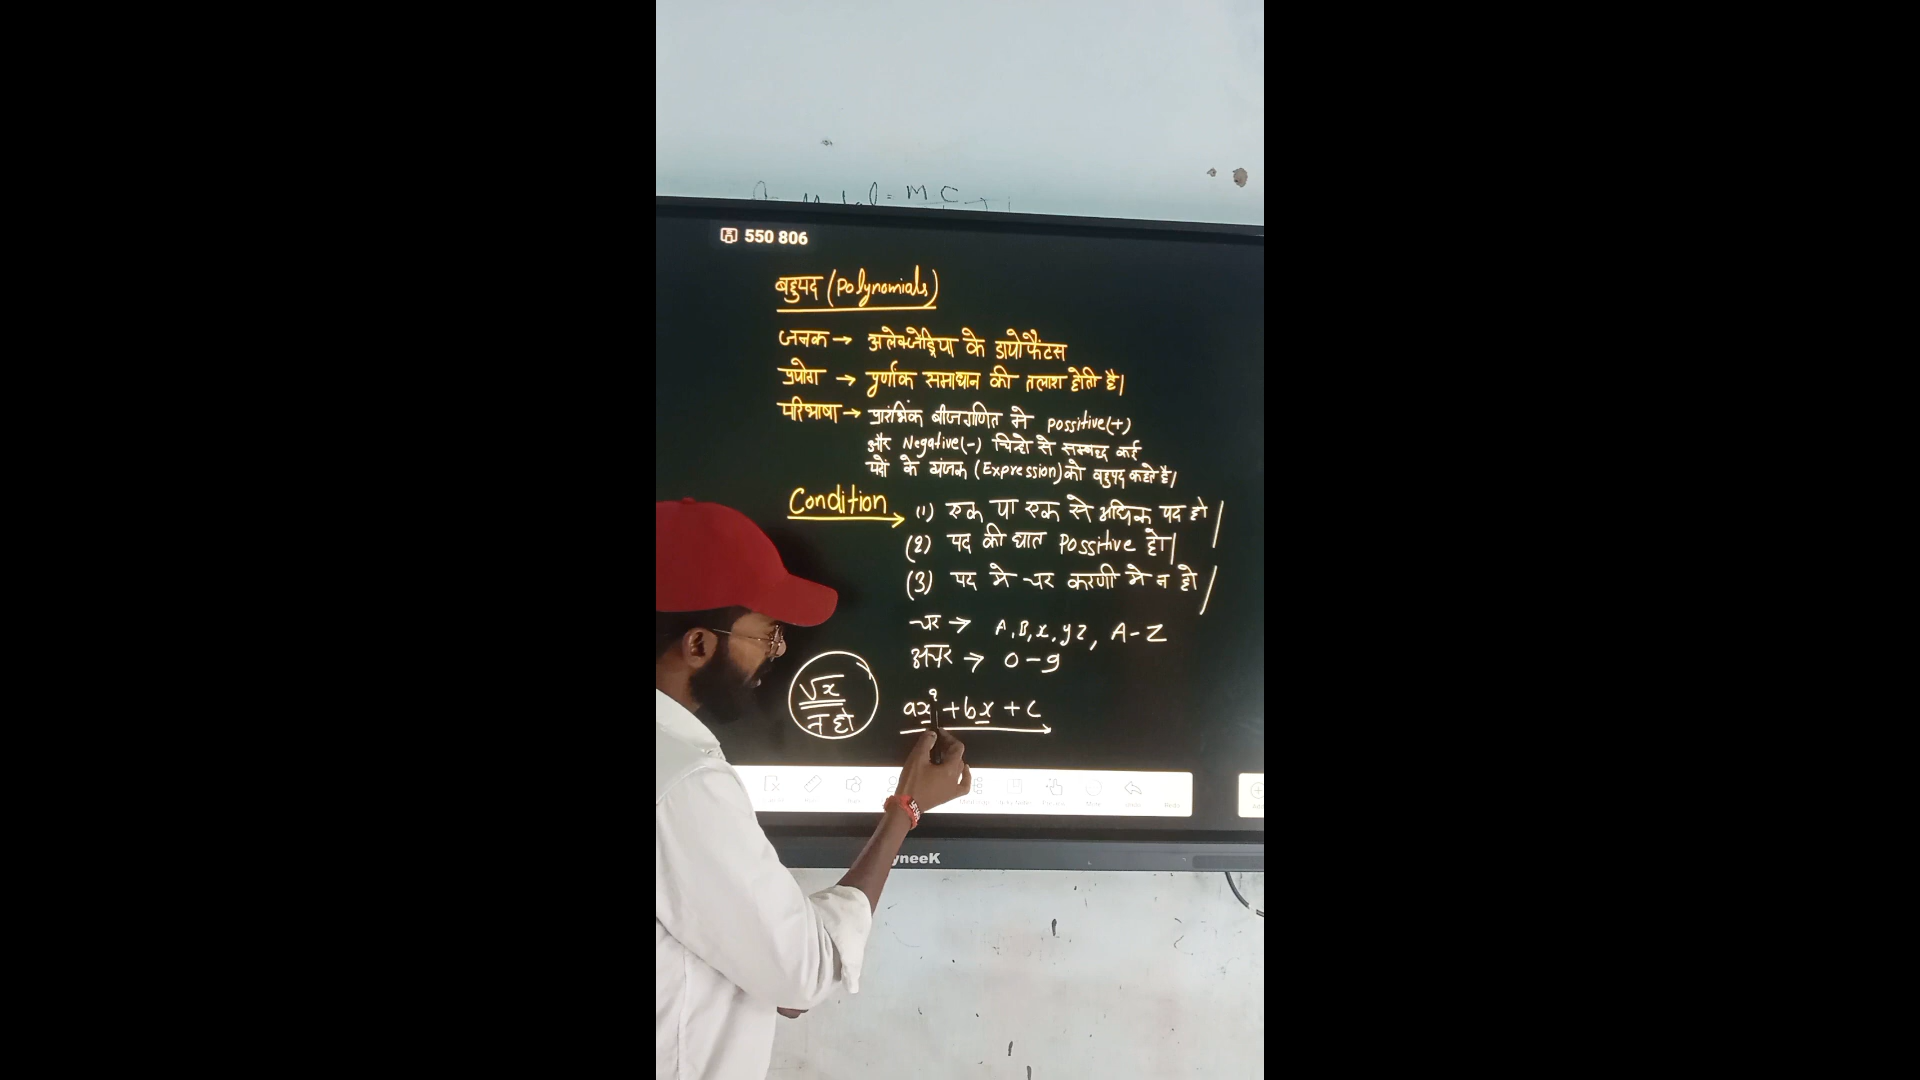 MC
550 806
बहुपद (Polynomials)
जनक → अलेक्जेंड्रिया के डायोफैंटस
प्रयोग → पूर्णांक समाधान की तलाश होती है।
परिभाषा → प्रारंभिक बीजगणित मे possitive(+)
और Negative(-) चिन्हो से सम्बद्ध कई
पदों के व्यंजक (Expression) को बहुपद कहते है।
Condition → (1) एक या एक से अधिक पद हो।
(2) पद की घात Possitive हो।
(3) पद मे चर करणी मे न हो।
चर → A, B, x, y z, A-Z
अचर → 0-9
√x
न हो
ax² + bx + c
yneeK